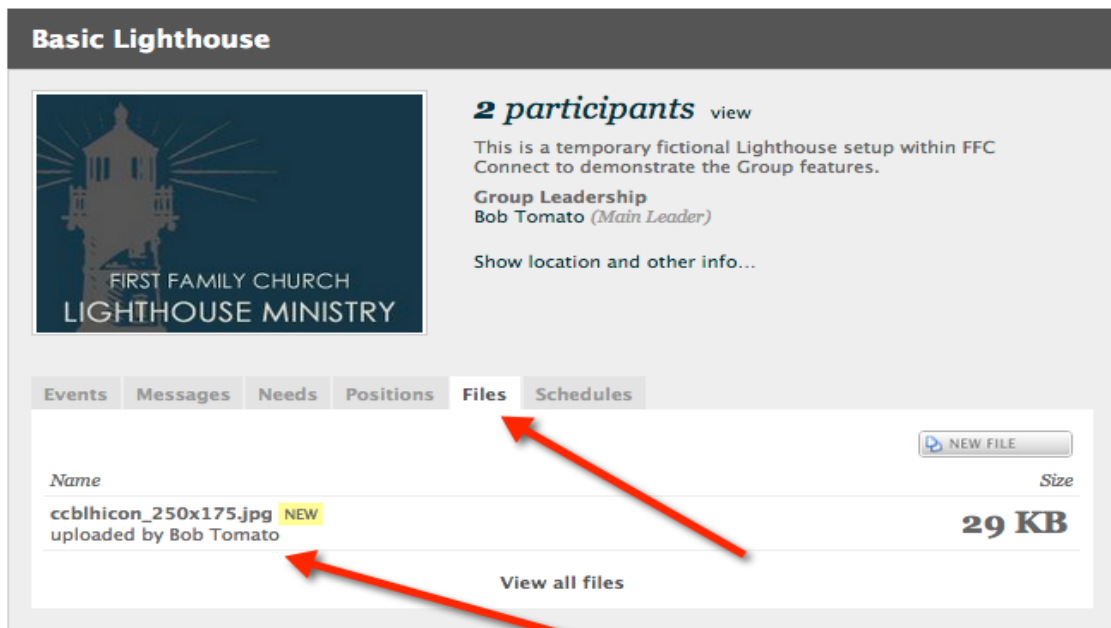 Basic Lighthouse
FIRST FAMILY CHURCH
LIGHTHOUSE MINISTRY
2 participants view
This is a temporary fictional Lighthouse setup within FFC
Connect to demonstrate the Group features.
Group Leadership
Bob Tomato (Main Leader)
Show location and other info...
Events Messages Needs Positions Files Schedules
NEW FILE
Name Size
ccblhicon_250x175.jpg NEW
uploaded by Bob Tomato
29 KB
View all files